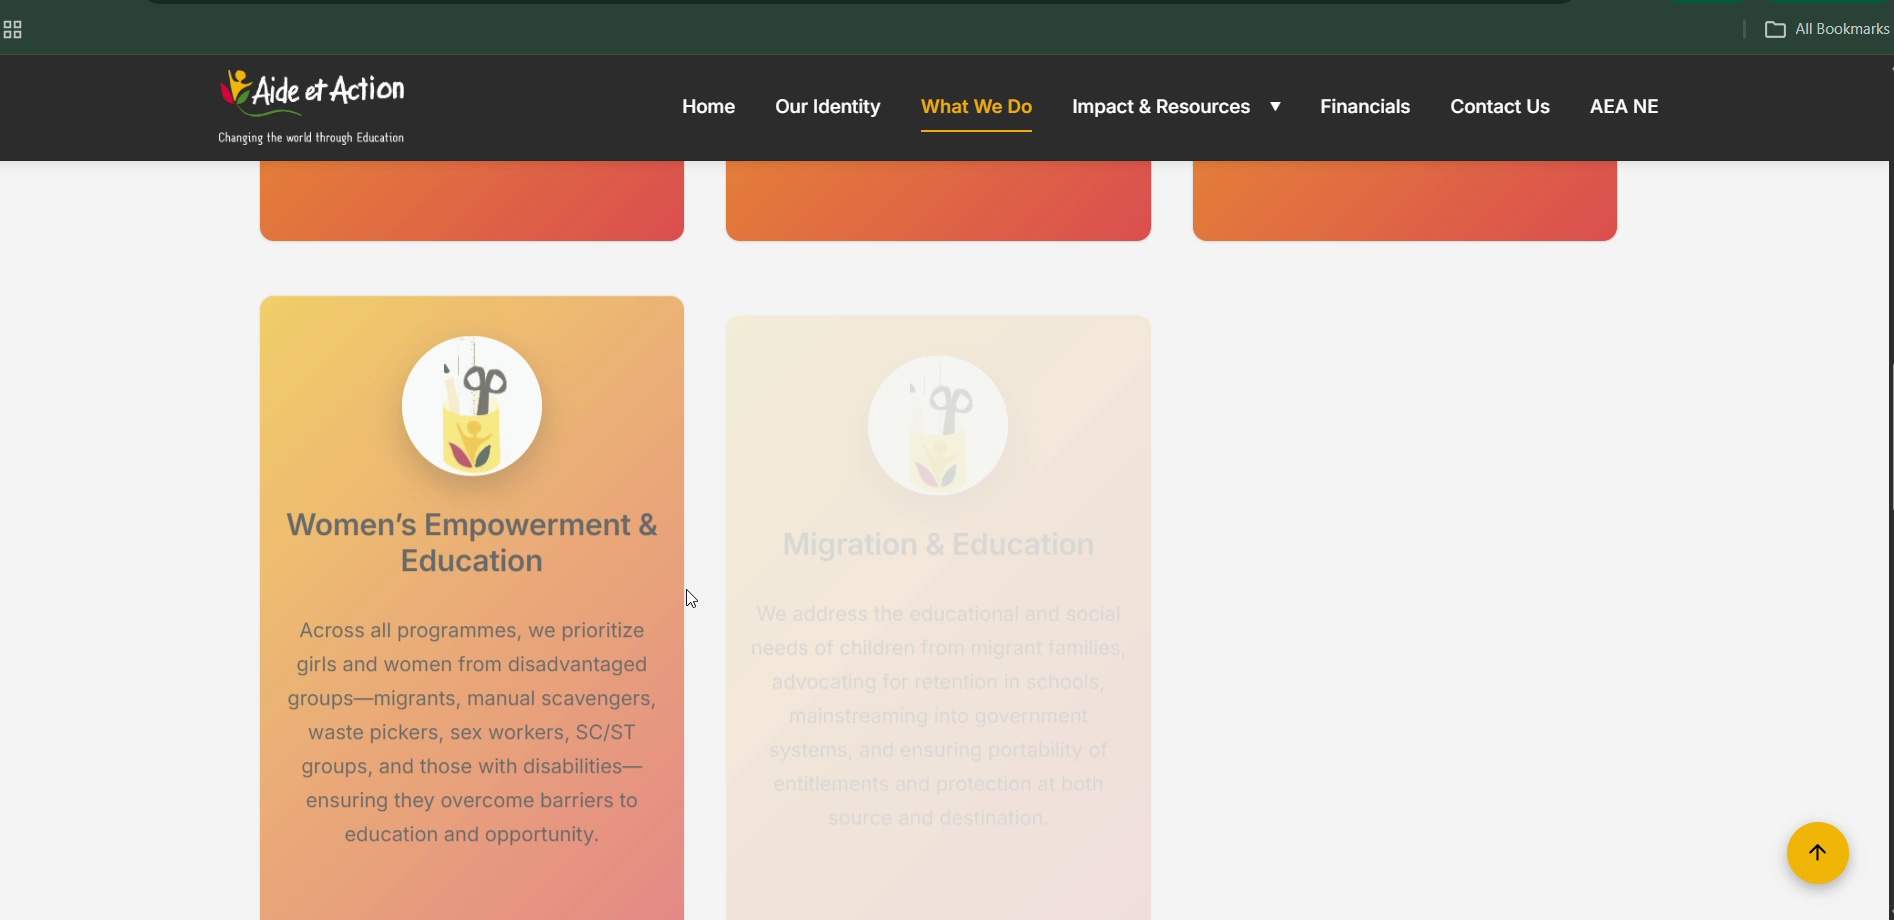 All Bookmarks
Aide et Action
Changing the world through Education
Home
Our Identity
What We Do
Impact & Resources ▼
Financials
Contact Us
AEA NE
Women’s Empowerment &
Education
Across all programmes, we prioritize
girls and women from disadvantaged
groups—migrants, manual scavengers,
waste pickers, sex workers, SC/ST
groups, and those with disabilities—
ensuring they overcome barriers to
education and opportunity.
Migration & Education
We address the educational and social
needs of children from migrant families,
advocating for retention in schools,
mainstreaming into government
systems, and ensuring portability of
entitlements and protection at both
source and destination.